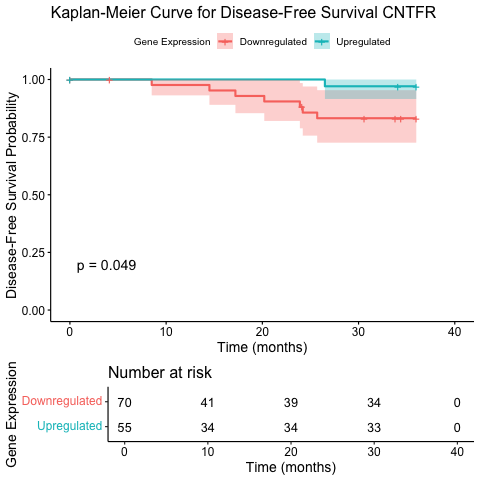 Kaplan-Meier Curve for Disease-Free Survival CNTFR
Gene Expression Downregulated Upregulated
Disease-Free Survival Probability
1.00
0.75
0.50
0.25
0.00
p = 0.049
0 10 20 30 40
Time (months)
Number at risk
Gene Expression
Downregulated 70 41 39 34 0
Upregulated 55 34 34 33 0
0 10 20 30 40
Time (months)